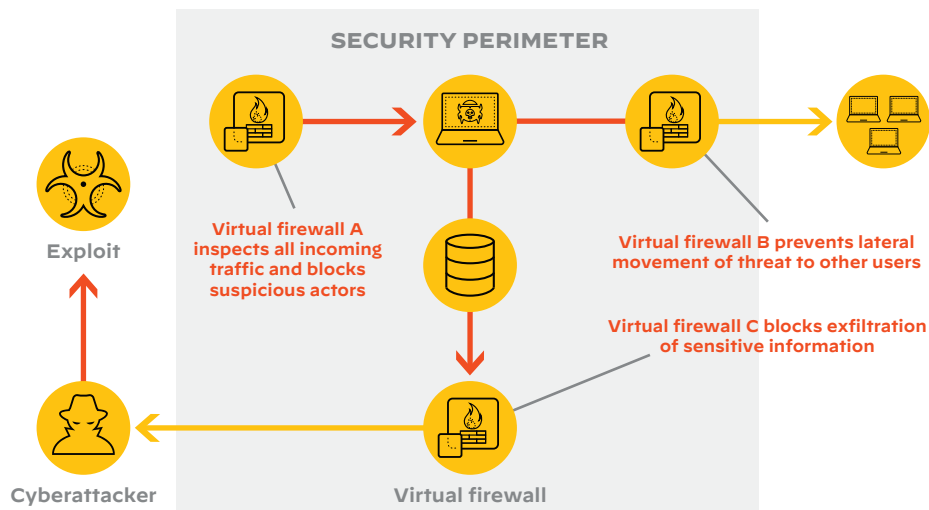 SECURITY PERIMETER
Exploit
Virtual firewall A
inspects all incoming
traffic and blocks
suspicious actors
Virtual firewall B prevents lateral
movement of threat to other users
Virtual firewall C blocks exfiltration
of sensitive information
Cyberattacker
Virtual firewall